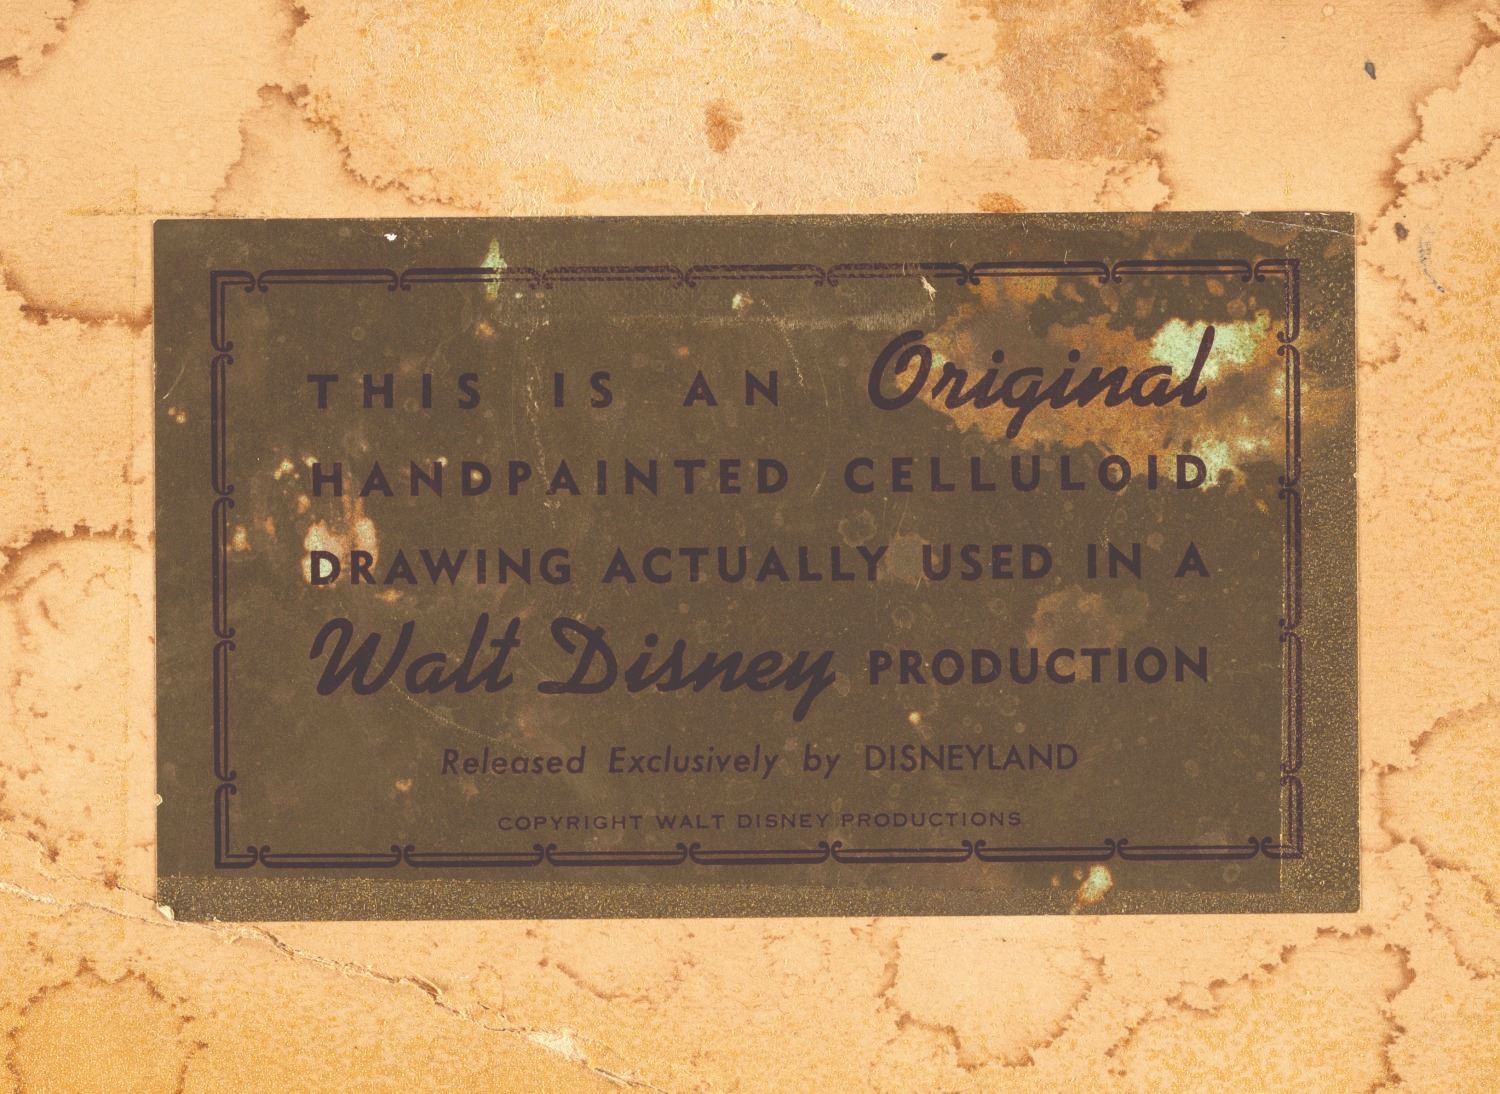 THIS IS AN Original
HANDPAINTED CELLULOID
DRAWING ACTUALLY USED IN A
Walt Disney PRODUCTION
Released Exclusively by DISNEYLAND
COPYRIGHT WALT DISNEY PRODUCTIONS